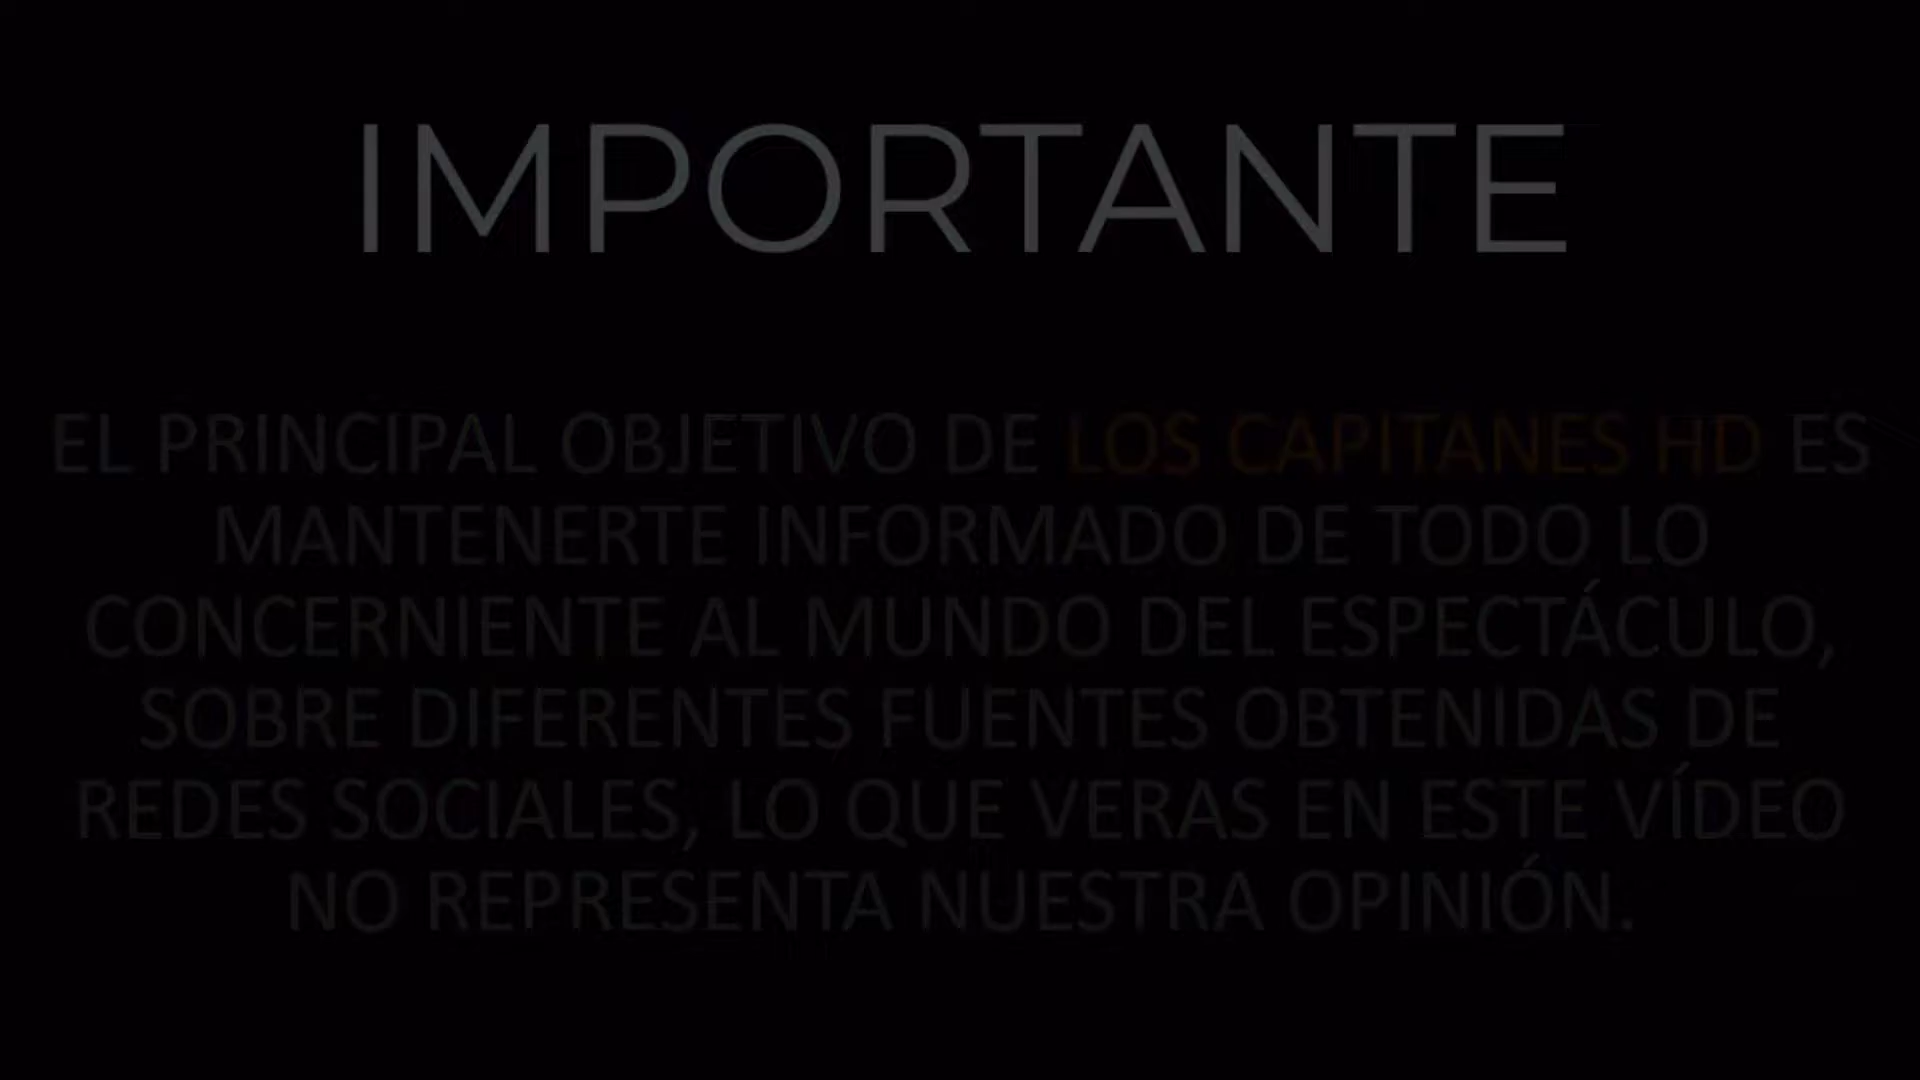 IMPORTANTE
EL PRINCIPAL OBJETIVO DE LOS CAPITANES HD ES
MANTENERTE INFORMADO DE TODO LO
CONCERNIENTE AL MUNDO DEL ESPECTÁCULO,
SOBRE DIFERENTES FUENTES OBTENIDAS DE
REDES SOCIALES, LO QUE VERAS EN ESTE VÍDEO
NO REPRESENTA NUESTRA OPINIÓN.